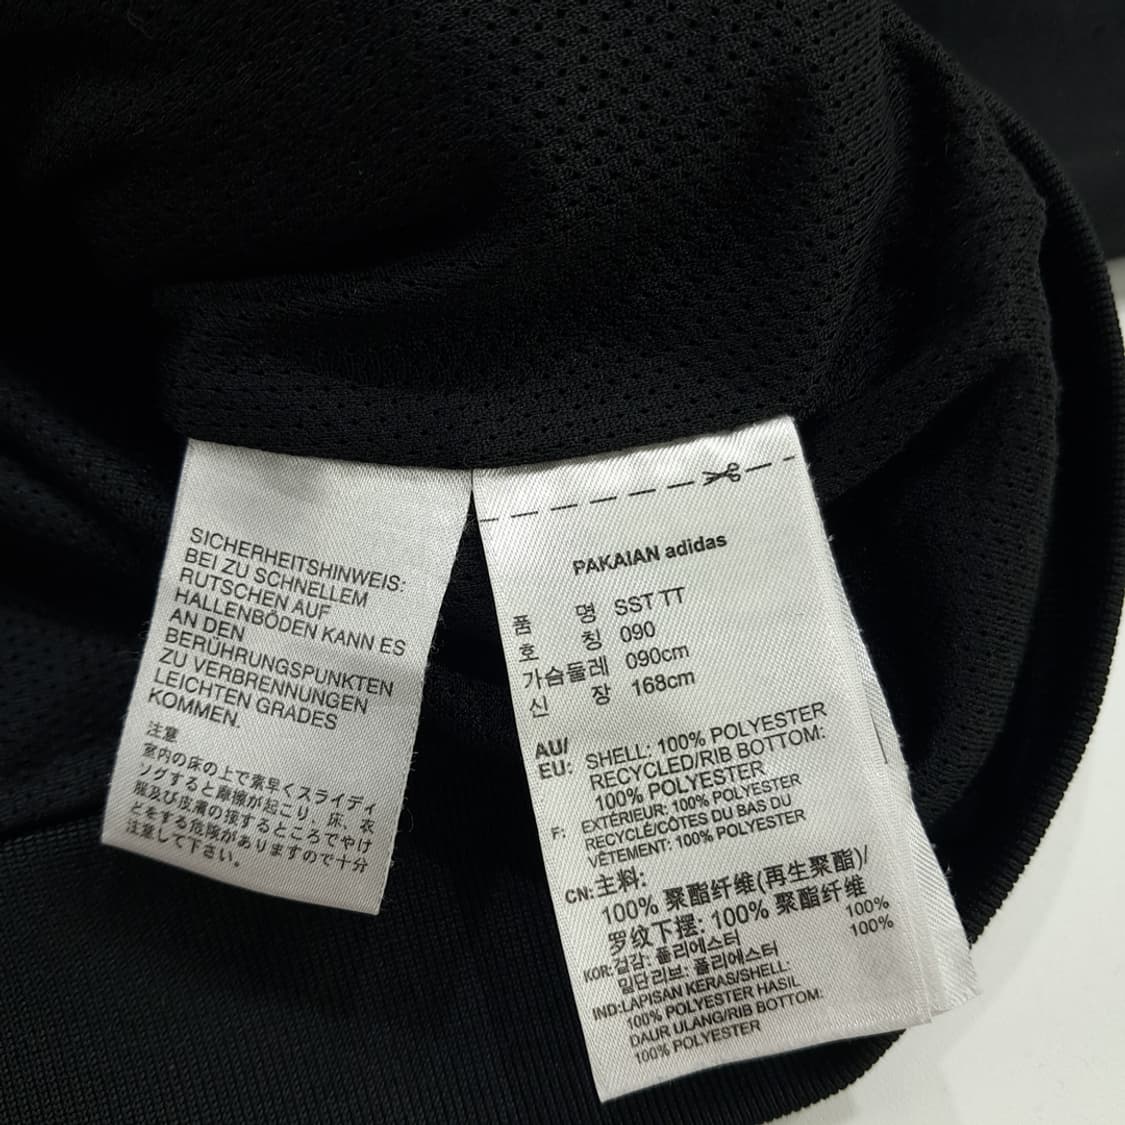 SICHERHEITSHINWEIS:
BEI ZU SCHNELLEM
RUTSCHEN AUF
HALLENBÖDEN KANN ES
AN DEN
BERÜHRUNGSPUNKTEN
ZU VERBRENNUNGEN
LEICHTEN GRADES
KOMMEN.
注意
室内の床の上で素早くスライディ
ングすると摩擦が起こり、床、衣
服及び皮膚の接するところでやけ
どをする危険がありますので十分
注意して下さい。
PAKAIAN adidas
품 명 SST TT
호 칭 090
가슴둘레 090cm
신 장 168cm
AU/
EU: SHELL: 100% POLYESTER
RECYCLED/RIB BOTTOM:
100% POLYESTER
F: EXTÉRIEUR: 100% POLYESTER
RECYCLÉ/CÔTES DU BAS DU
VÊTEMENT: 100% POLYESTER
CN: 主料:
100% 聚酯纤维(再生聚酯)/
罗纹下摆: 100% 聚酯纤维
KOR: 겉감: 폴리에스터 100%
밑단리브: 폴리에스터 100%
IND: LAPISAN KERAS/SHELL:
100% POLYESTER HASIL
DAUR ULANG/RIB BOTTOM:
100% POLYESTER